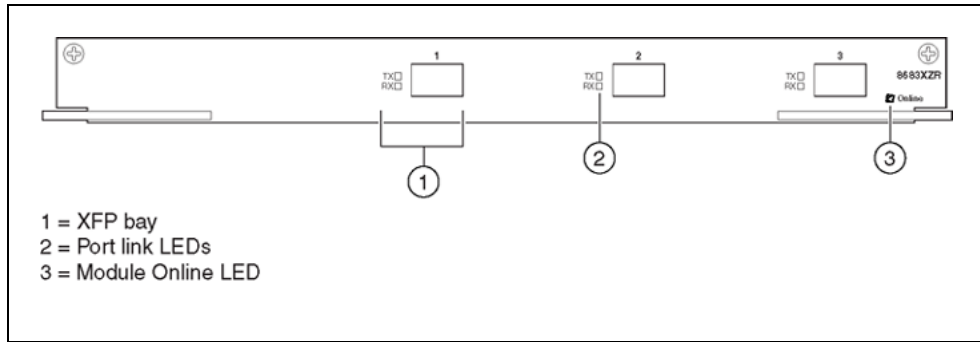 1
2
3
TX
RX
TX
RX
TX
RX
8683XZR
Online
1
2
3
1 = XFP bay
2 = Port link LEDs
3 = Module Online LED